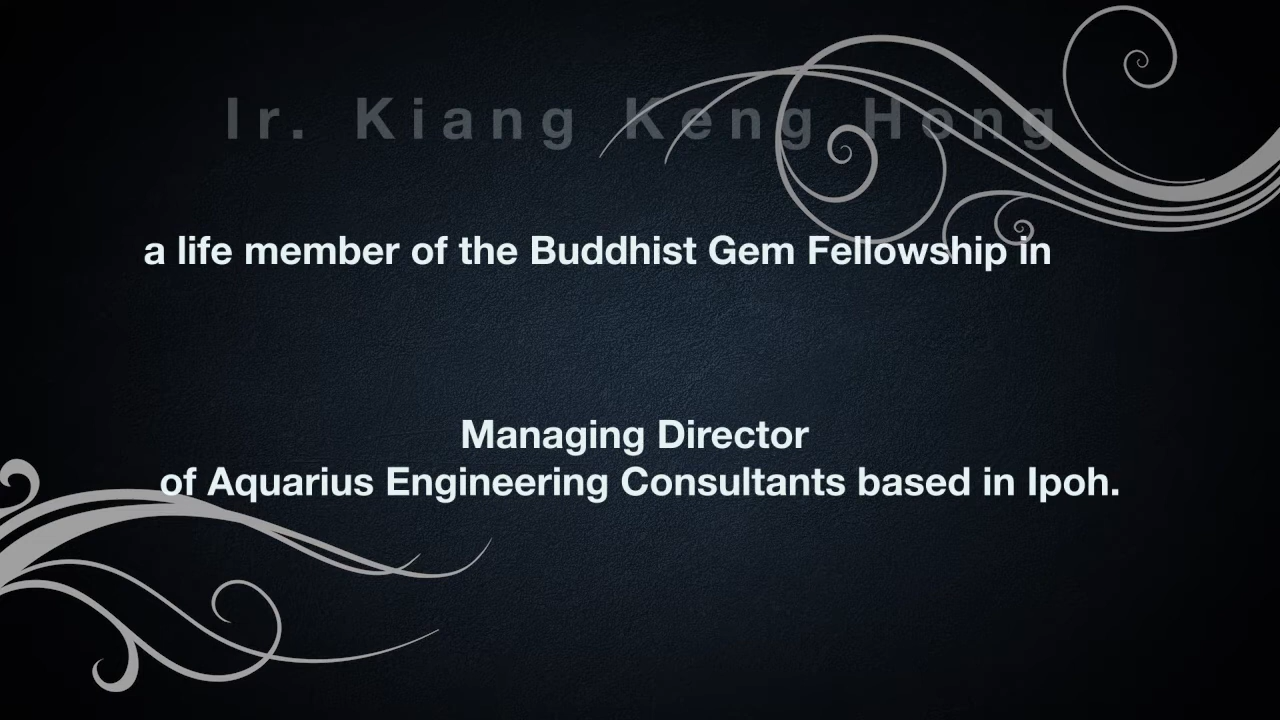 Ir. Kiang Keng Hong
a life member of the Buddhist Gem Fellowship in
Managing Director
of Aquarius Engineering Consultants based in Ipoh.